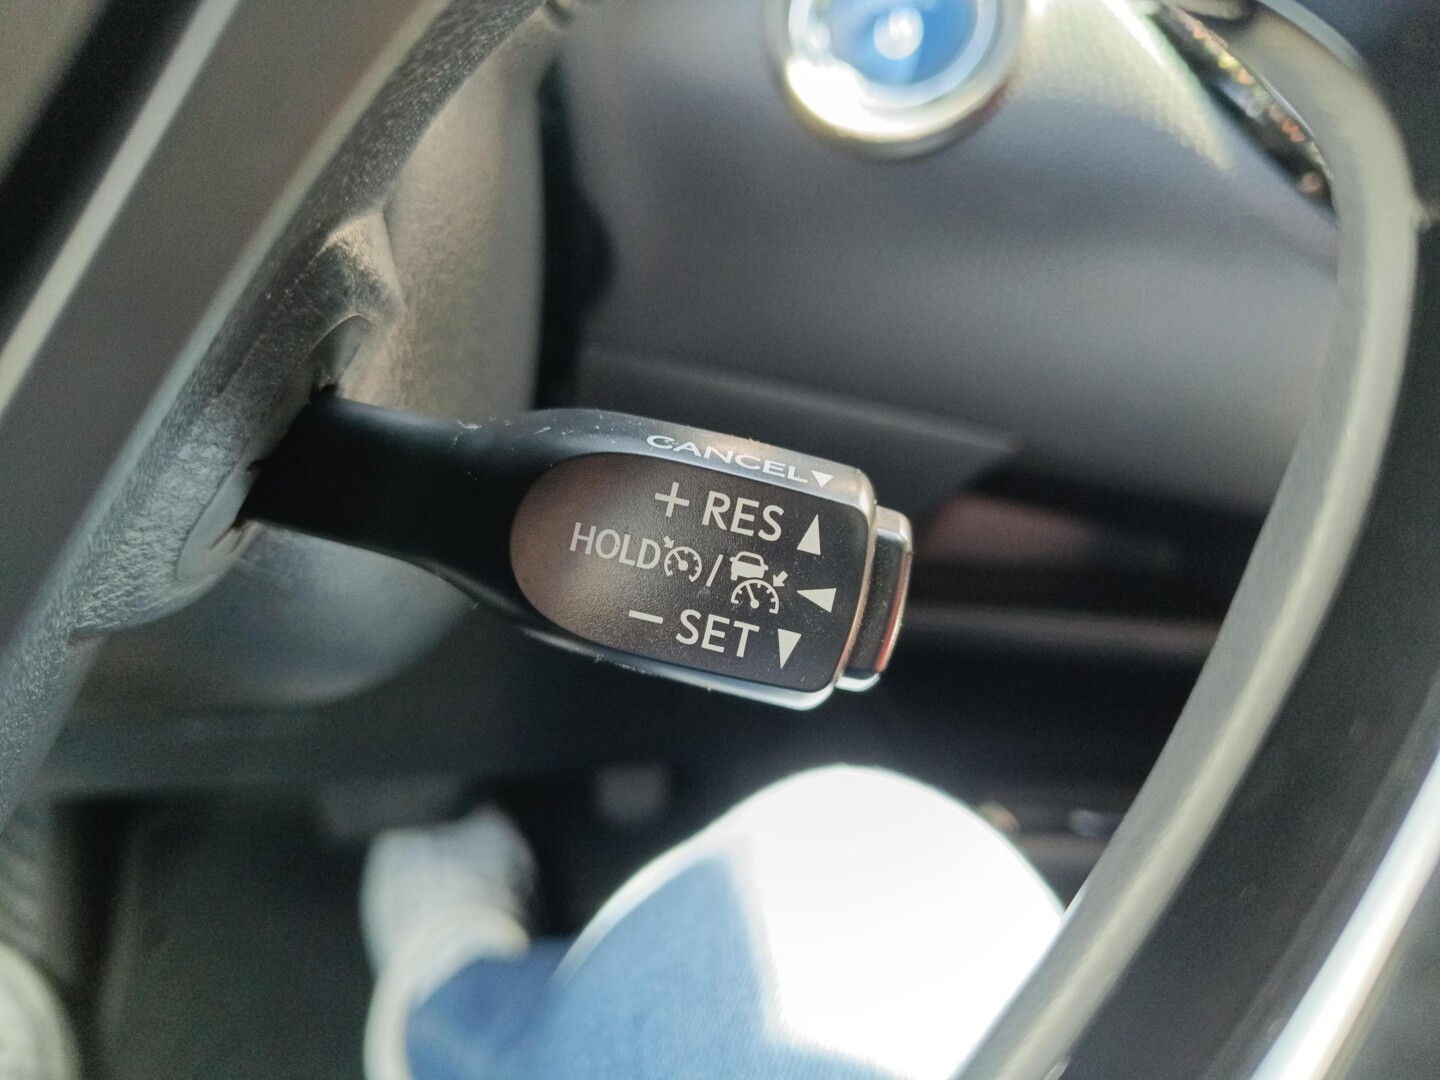 CANCEL▼
+ RES ▲
HOLD / ◀
− SET ▼